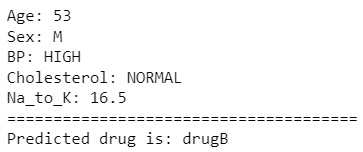 Age: 53
Sex: M
BP: HIGH
Cholesterol: NORMAL
Na_to_K: 16.5
======================================
Predicted drug is: drugB